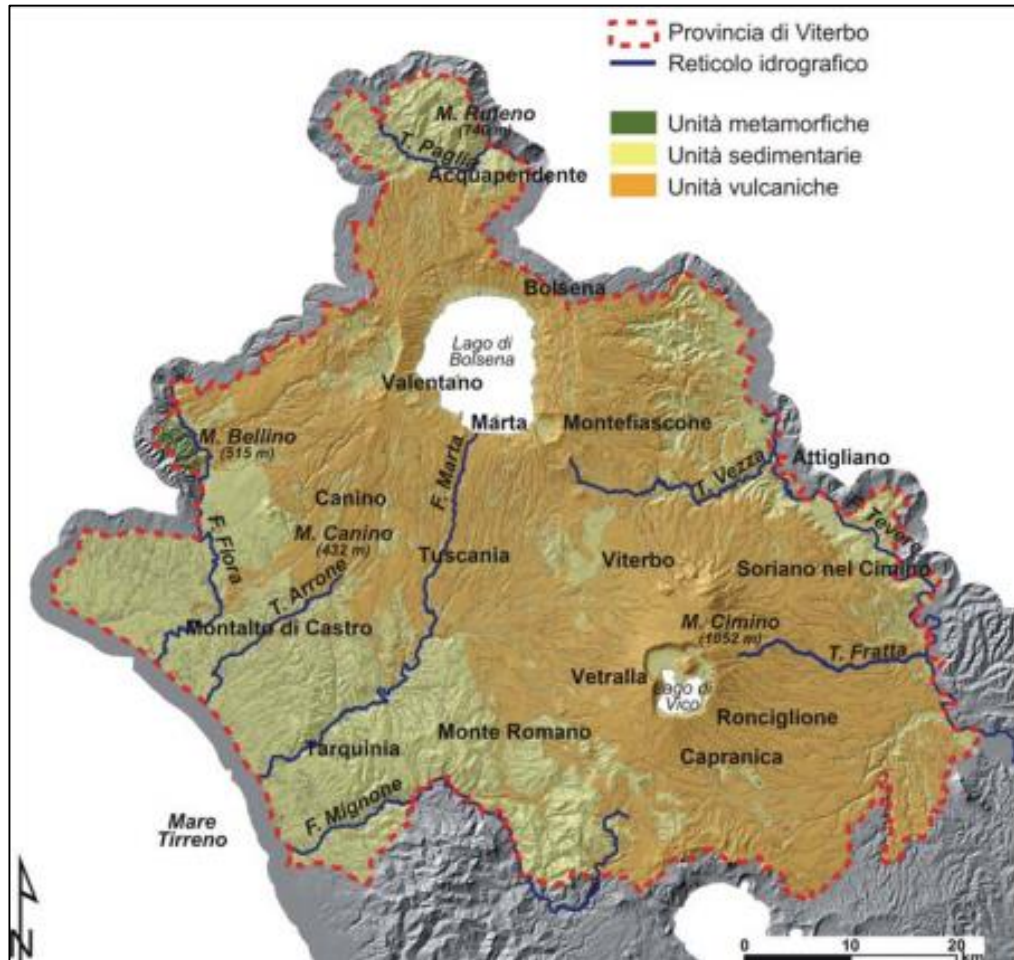 Provincia di Viterbo
Reticolo idrografico
Unità metamorfiche
Unità sedimentarie
Unità vulcaniche
M. Rufeno
(740 m)
T. Paglia
Acquapendente
Bolsena
Lago di
Bolsena
Valentano
Marta
Montefiascone
M. Bellino
(515 m)
F. Marta
T. Vezza
Attigliano
Tevere
Canino
M. Canino
(432 m)
F. Fiora
Tuscania
Viterbo
Soriano nel Cimino
T. Arrone
Montalto di Castro
M. Cimino
(1052 m)
T. Fratta
Vetralla
Lago di
Vico
Ronciglione
Monte Romano
Capranica
Tarquinia
F. Mignone
Mare
Tirreno
N
0 10 20
km